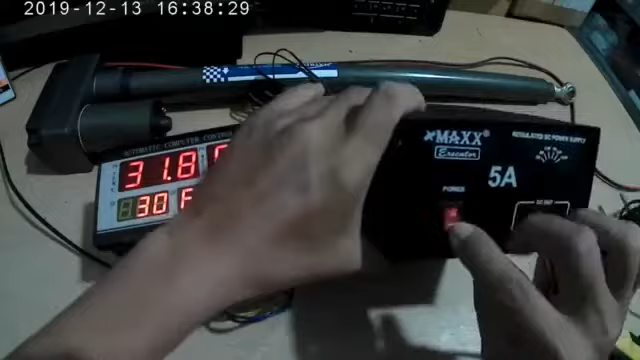 2019-12-13 16:38:29
AUTOMATIC COMPUTER CONTRO
31.8
30 F
MAXX®
Executor
REGULATED DC POWER SUPPLY
5A
POWER